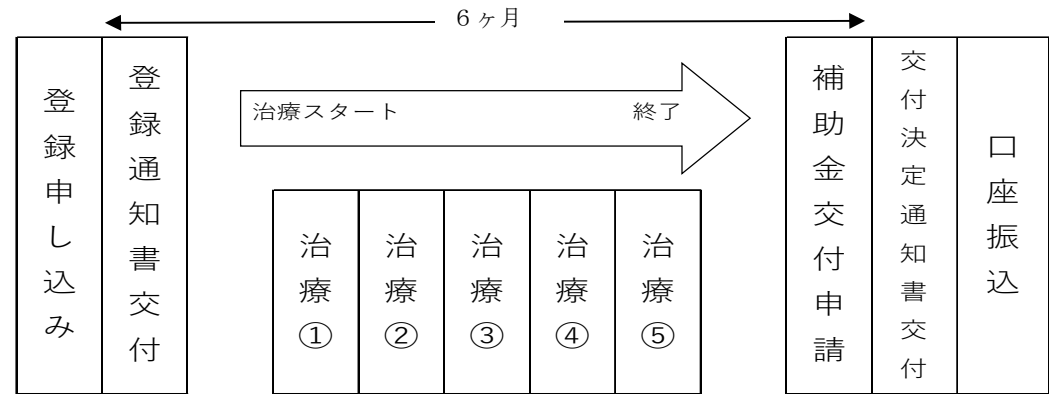 6ヶ月
登録申し込み
登録通知書交付
治療スタート 終了
治療①
治療②
治療③
治療④
治療⑤
補助金交付申請
交付決定通知書交付
口座振込